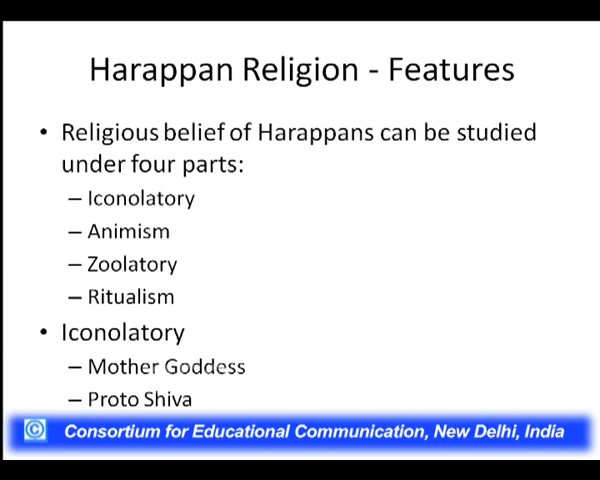 Harappan Religion - Features
• Religious belief of Harappans can be studied
under four parts:
– Iconolatory
– Animism
– Zoolatory
– Ritualism
• Iconolatory
– Mother Goddess
– Proto Shiva
© Consortium for Educational Communication, New Delhi, India